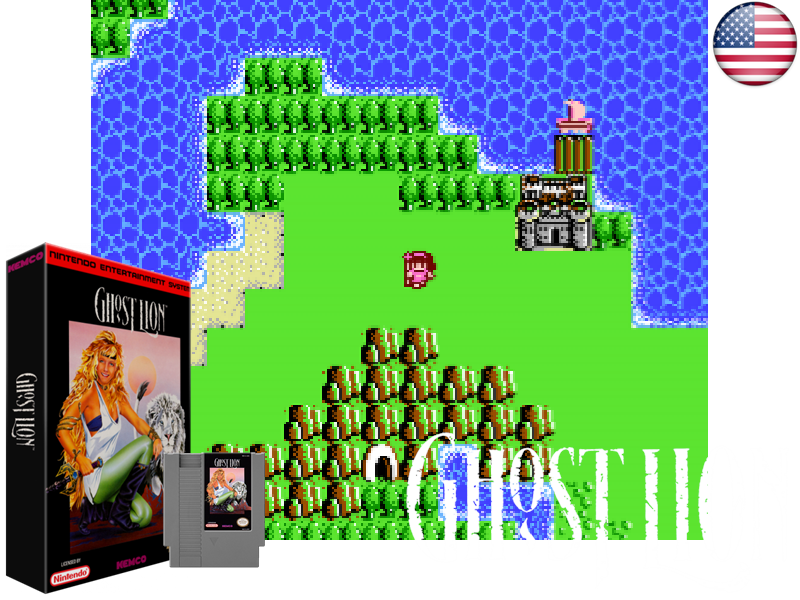 KEMCO
NINTENDO ENTERTAINMENT SYSTEM
GHOST LION
GHOST LION
LICENSED BY
Nintendo
KEMCO
GHOST LION
GHOST LIO